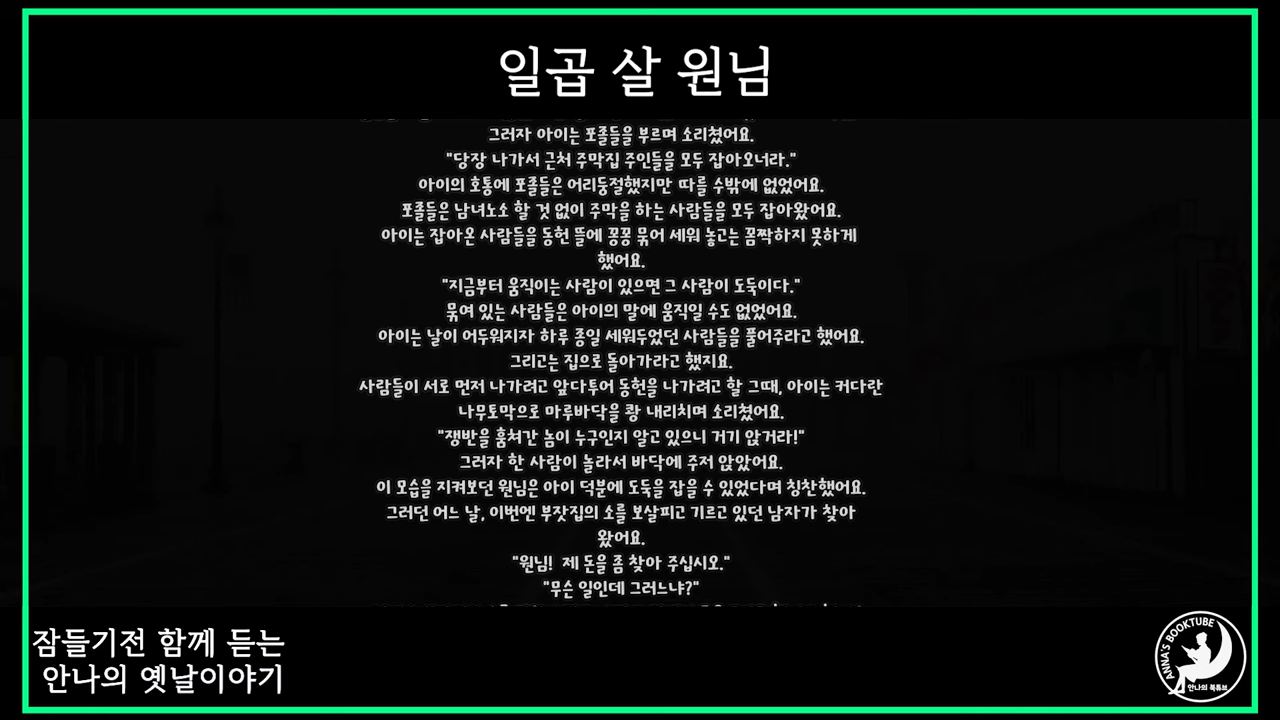 일곱 살 원님
그러자 아이는 포졸들을 부르며 소리쳤어요.
"당장 나가서 근처 주막집 주인들을 모두 잡아오너라."
아이의 호통에 포졸들은 어리둥절했지만 따를 수밖에 없었어요.
포졸들은 남녀노소 할 것 없이 주막을 하는 사람들을 모두 잡아왔어요.
아이는 잡아온 사람들을 동헌 뜰에 꽁꽁 묶어 세워 놓고는 꼼짝하지 못하게
했어요.
"지금부터 움직이는 사람이 있으면 그 사람이 도둑이다."
묶여 있는 사람들은 아이의 말에 움직일 수도 없었어요.
아이는 날이 어두워지자 하루 종일 세워두었던 사람들을 풀어주라고 했어요.
그리고는 집으로 돌아가라고 했지요.
사람들이 서로 먼저 나가려고 앞다투어 동헌을 나가려고 할 그때, 아이는 커다란
나무토막으로 마루바닥을 쾅 내리치며 소리쳤어요.
"쟁반을 훔쳐간 놈이 누구인지 알고 있으니 거기 앉거라!"
그러자 한 사람이 놀라서 바닥에 주저 앉았어요.
이 모습을 지켜보던 원님은 아이 덕분에 도둑을 잡을 수 있었다며 칭찬했어요.
그러던 어느 날, 이번엔 부잣집의 소를 보살피고 기르고 있던 남자가 찾아
왔어요.
"원님! 제 돈을 좀 찾아 주십시오."
"무슨 일인데 그러느냐?"
잠들기전 함께 듣는
안나의 옛날이야기
ANNA'S BOOKTUBE
안나의 북튜브